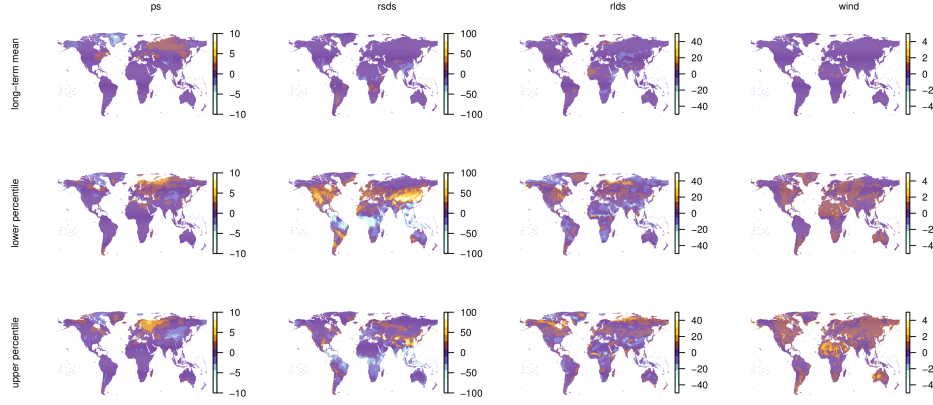 ps rsds rlds wind
long−term mean
10 100
5 50 40 4
20 2
0 0 0 0
−5 −50 −20 −2
−40 −4
−10 −100
lower percentile
10 100
5 50 40 4
20 2
0 0 0 0
−5 −50 −20 −2
−40 −4
−10 −100
upper percentile
10 100
5 50 40 4
20 2
0 0 0 0
−5 −50 −20 −2
−40 −4
−10 −100